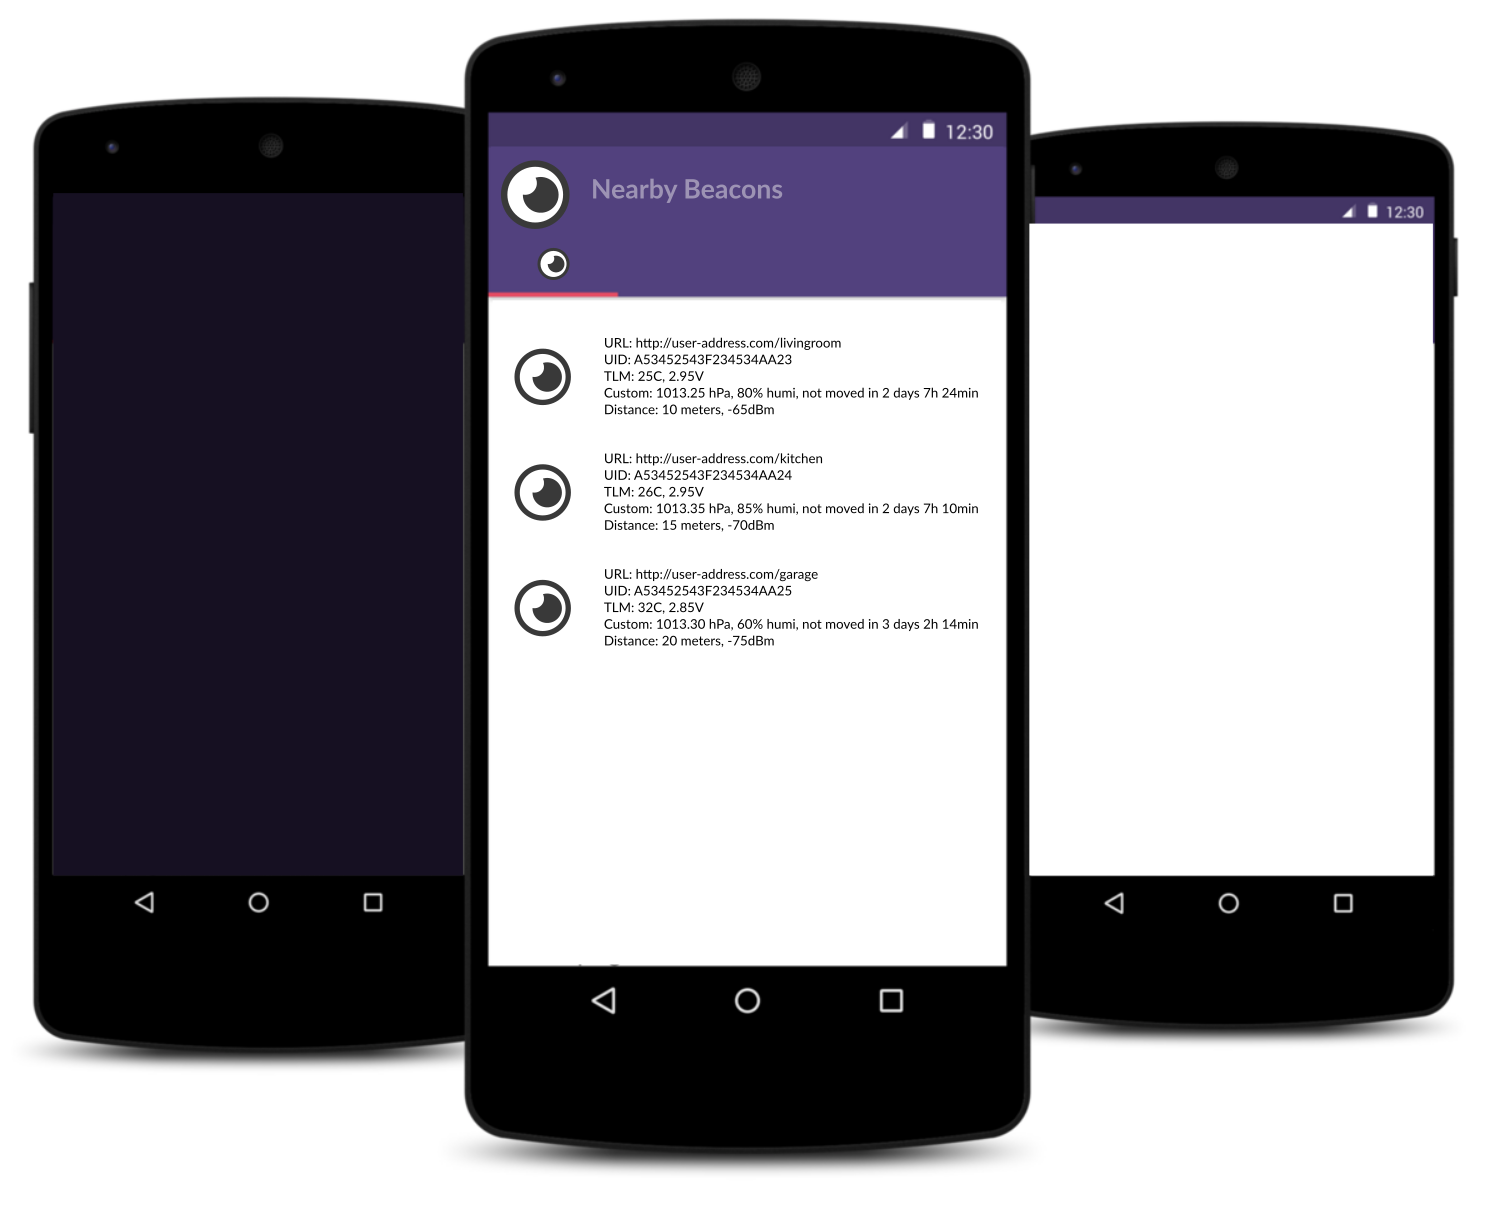 12:30
Nearby Beacons
URL: http://user-address.com/livingroom
UID: A53452543F234534AA23
TLM: 25C, 2.95V
Custom: 1013.25 hPa, 80% humi, not moved in 2 days 7h 24min
Distance: 10 meters, -65dBm
URL: http://user-address.com/kitchen
UID: A53452543F234534AA24
TLM: 26C, 2.95V
Custom: 1013.35 hPa, 85% humi, not moved in 2 days 7h 10min
Distance: 15 meters, -70dBm
URL: http://user-address.com/garage
UID: A53452543F234534AA25
TLM: 32C, 2.85V
Custom: 1013.30 hPa, 60% humi, not moved in 3 days 2h 14min
Distance: 20 meters, -75dBm
12:30